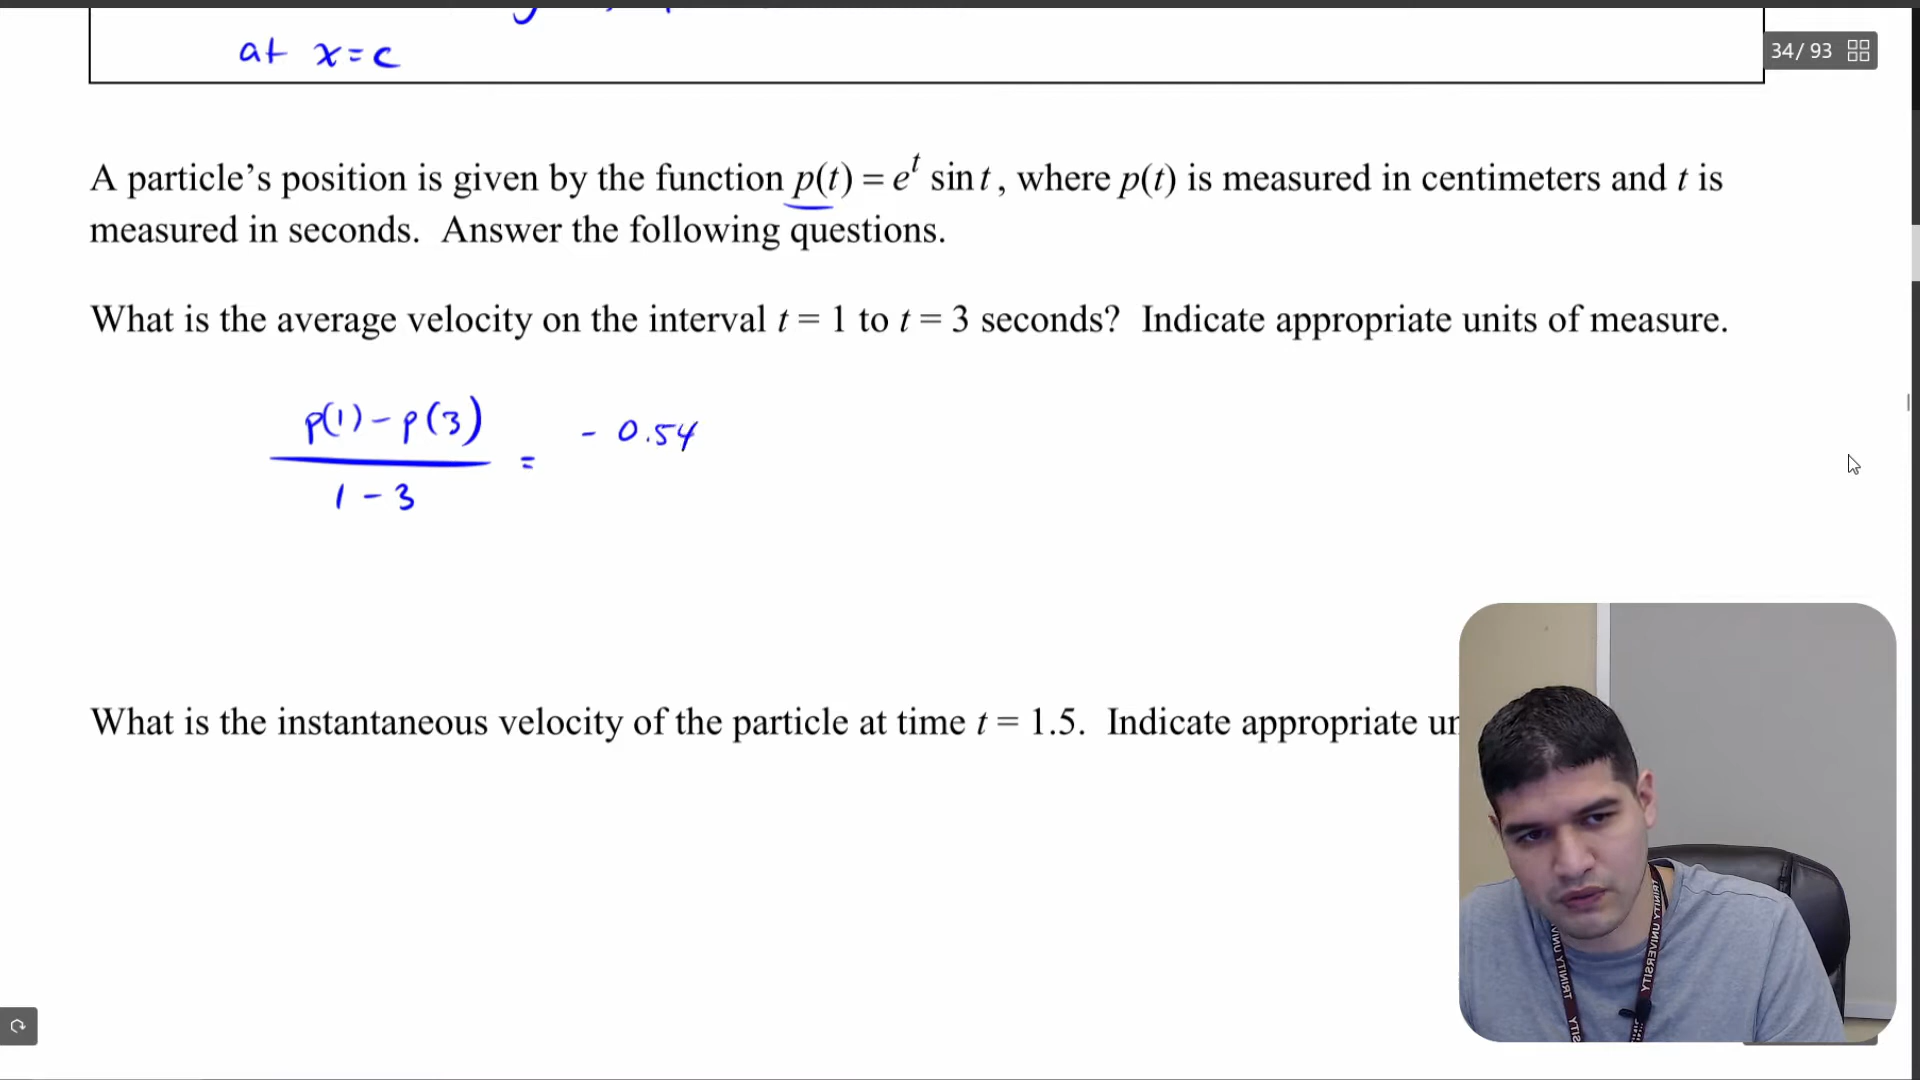 at x = c
34 / 93
A particle's position is given by the function p(t) = e^t sin t, where p(t) is measured in centimeters and t is
measured in seconds. Answer the following questions.
What is the average velocity on the interval t = 1 to t = 3 seconds? Indicate appropriate units of measure.
p(1) - p(3)
= - 0.54
1 - 3
What is the instantaneous velocity of the particle at time t = 1.5. Indicate appropriate un
TRINITY UNIVERSITY